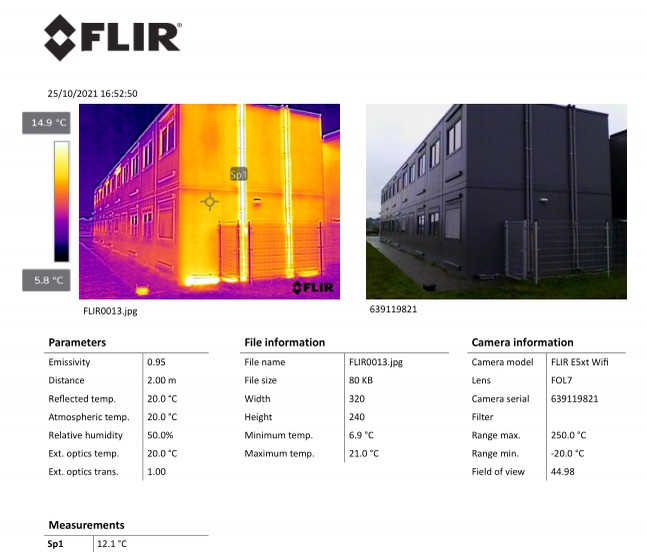 FLIR®
25/10/2021 16:52:50
14.9 °C
Sp1
5.8 °C
FLIR
FLIR0013.jpg
639119821
Parameters
Emissivity 0.95
Distance 2.00 m
Reflected temp. 20.0 °C
Atmospheric temp. 20.0 °C
Relative humidity 50.0%
Ext. optics temp. 20.0 °C
Ext. optics trans. 1.00
File information
File name FLIR0013.jpg
File size 80 KB
Width 320
Height 240
Minimum temp. 6.9 °C
Maximum temp. 21.0 °C
Camera information
Camera model FLIR E5xt Wifi
Lens FOL7
Camera serial 639119821
Filter
Range max. 250.0 °C
Range min. -20.0 °C
Field of view 44.98
Measurements
Sp1 12.1 °C